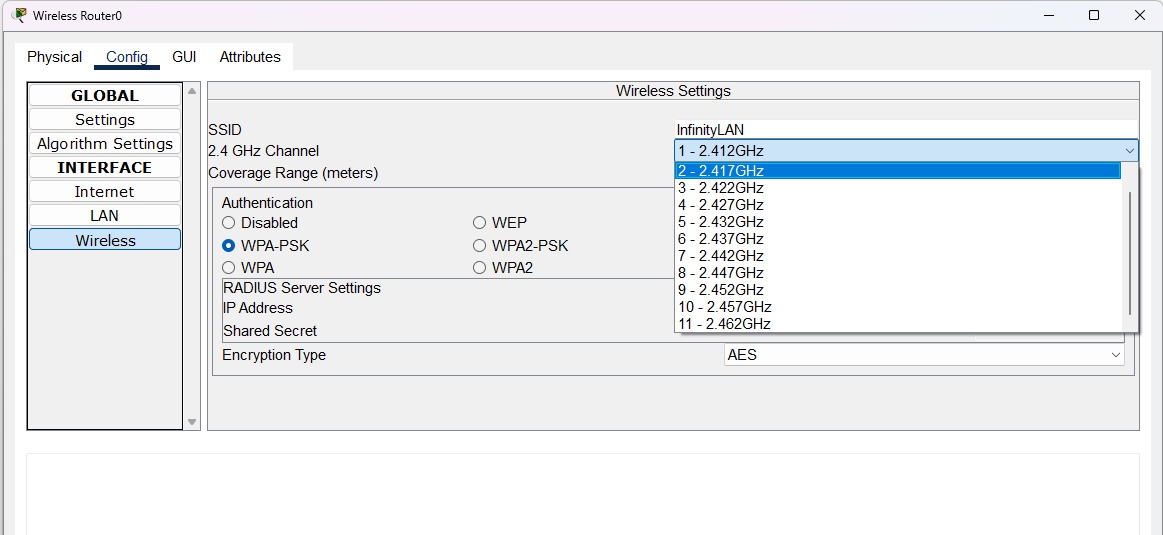 Wireless Router0
Physical Config GUI Attributes
GLOBAL
Settings
Algorithm Settings
INTERFACE
Internet
LAN
Wireless
Wireless Settings
SSID InfinityLAN
2.4 GHz Channel 1 - 2.412GHz
Coverage Range (meters)
2 - 2.417GHz
3 - 2.422GHz
4 - 2.427GHz
5 - 2.432GHz
6 - 2.437GHz
7 - 2.442GHz
8 - 2.447GHz
9 - 2.452GHz
10 - 2.457GHz
11 - 2.462GHz
Authentication
Disabled WEP
WPA-PSK WPA2-PSK
WPA WPA2
RADIUS Server Settings
IP Address
Shared Secret
Encryption Type AES